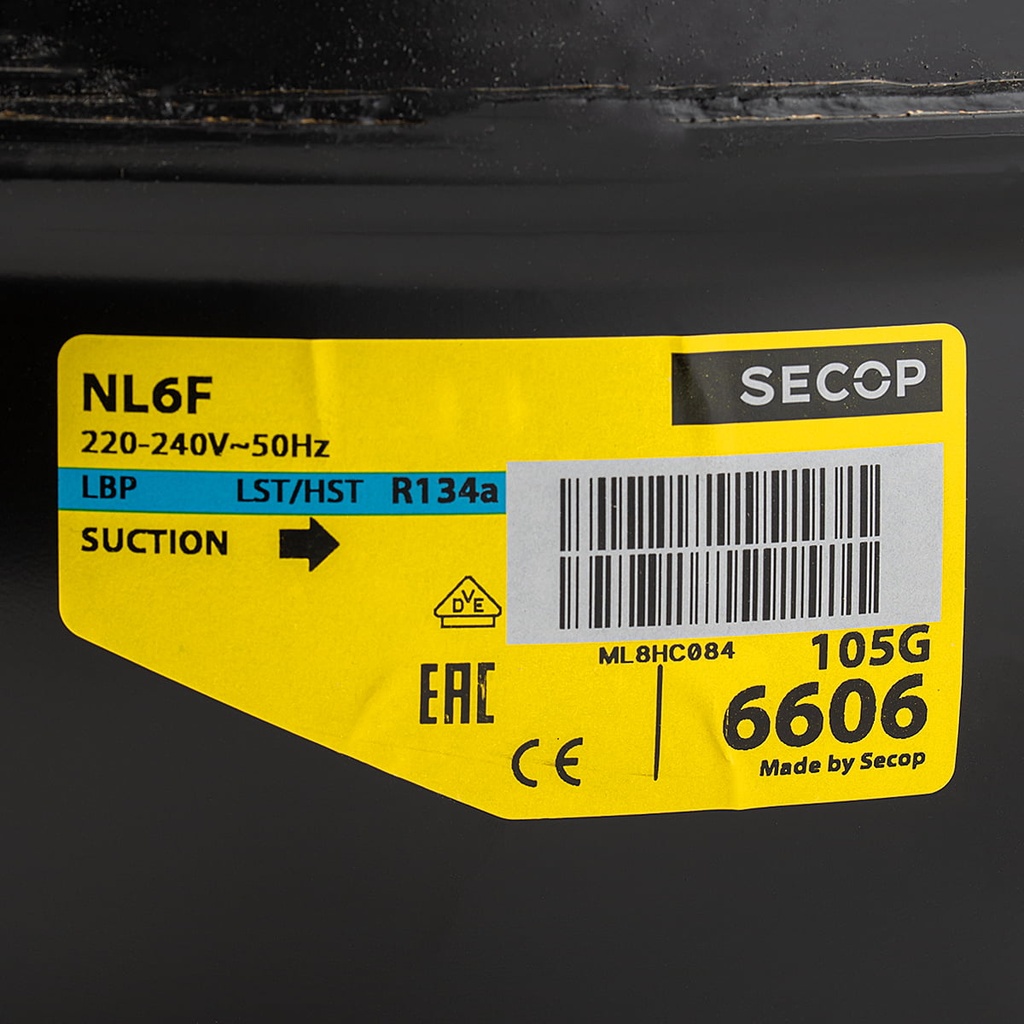 NL6F
SECOP
220-240V~50Hz
LBP LST/HST R134a
SUCTION
DVE
ML8HC084
105G
EAC
6606
CE
Made by Secop